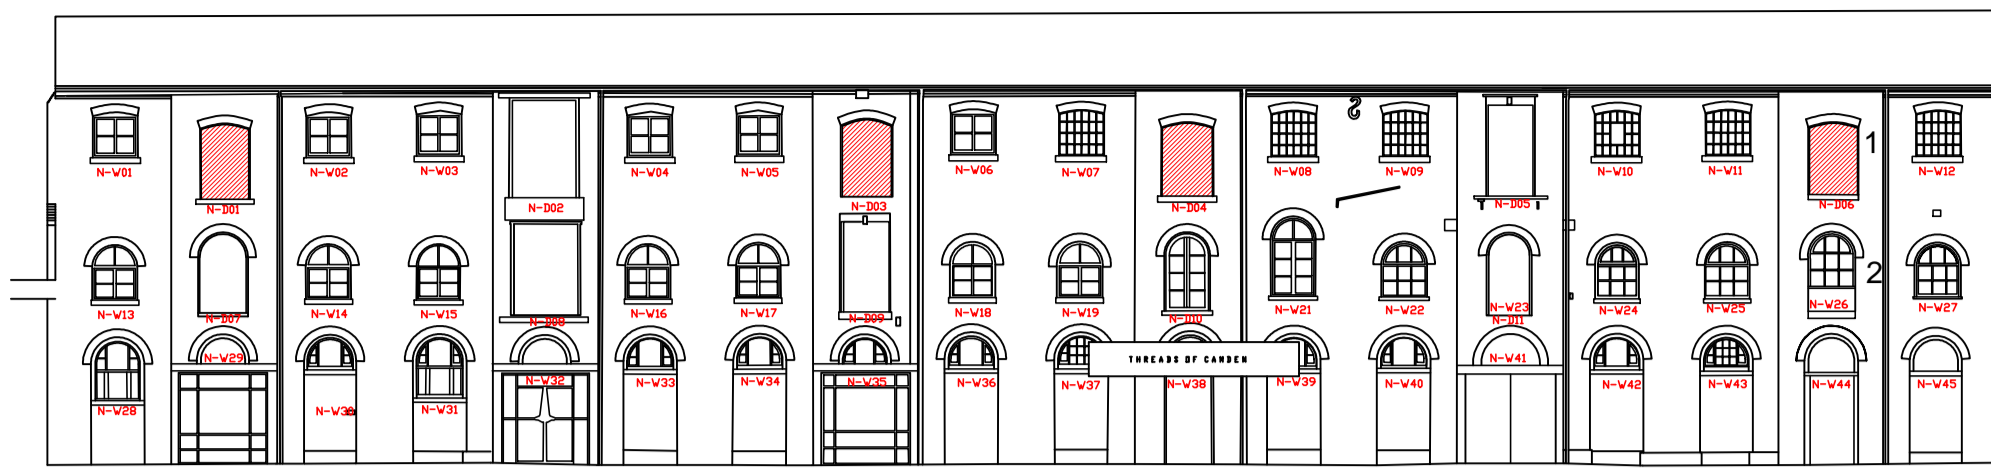 N-W01 N-D01 N-W02 N-W03 N-D02 N-W04 N-W05 N-D03 N-W06 N-W07 N-D04 N-W08 N-W09 N-D05 N-W10 N-W11 N-D06 1 N-W12
2
N-W13 N-D07 N-W14 N-W15 N-D08 N-W16 N-W17 N-D09 N-W18 N-W19 N-D10 N-W21 N-W22 N-W23 N-D11 N-W24 N-W25 N-W26 N-W27
THREADS OF CAMDEN
N-W28 N-W29 N-W30 N-W31 N-W32 N-W33 N-W34 N-W35 N-W36 N-W37 N-W38 N-W39 N-W40 N-W41 N-W42 N-W43 N-W44 N-W45